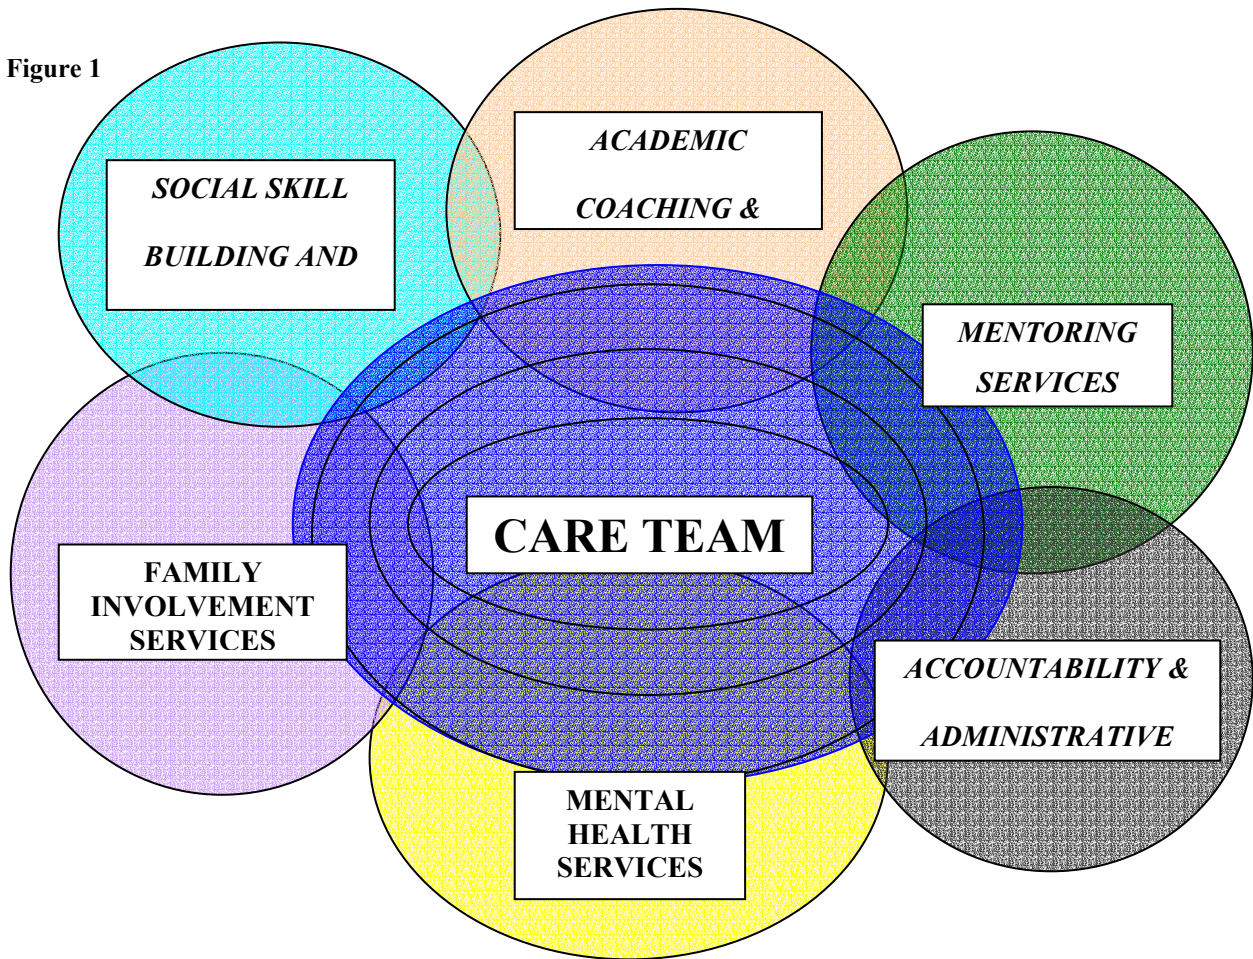 Figure 1
SOCIAL SKILL
BUILDING AND
ACADEMIC
COACHING &
MENTORING
SERVICES
CARE TEAM
FAMILY
INVOLVEMENT
SERVICES
ACCOUNTABILITY &
ADMINISTRATIVE
MENTAL
HEALTH
SERVICES